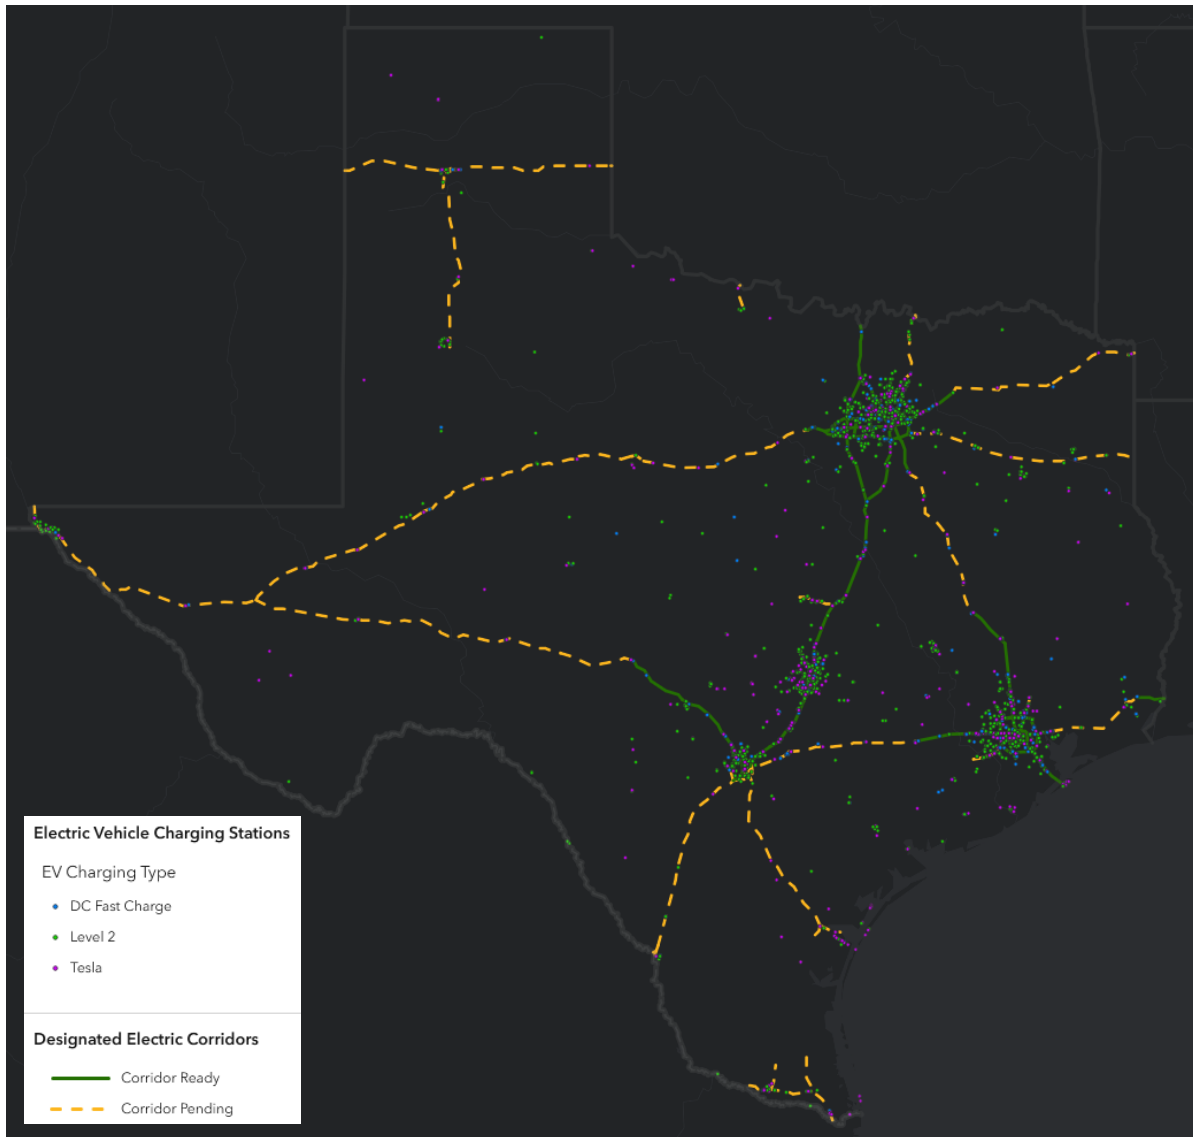 Electric Vehicle Charging Stations
EV Charging Type
DC Fast Charge
Level 2
Tesla
Designated Electric Corridors
Corridor Ready
Corridor Pending